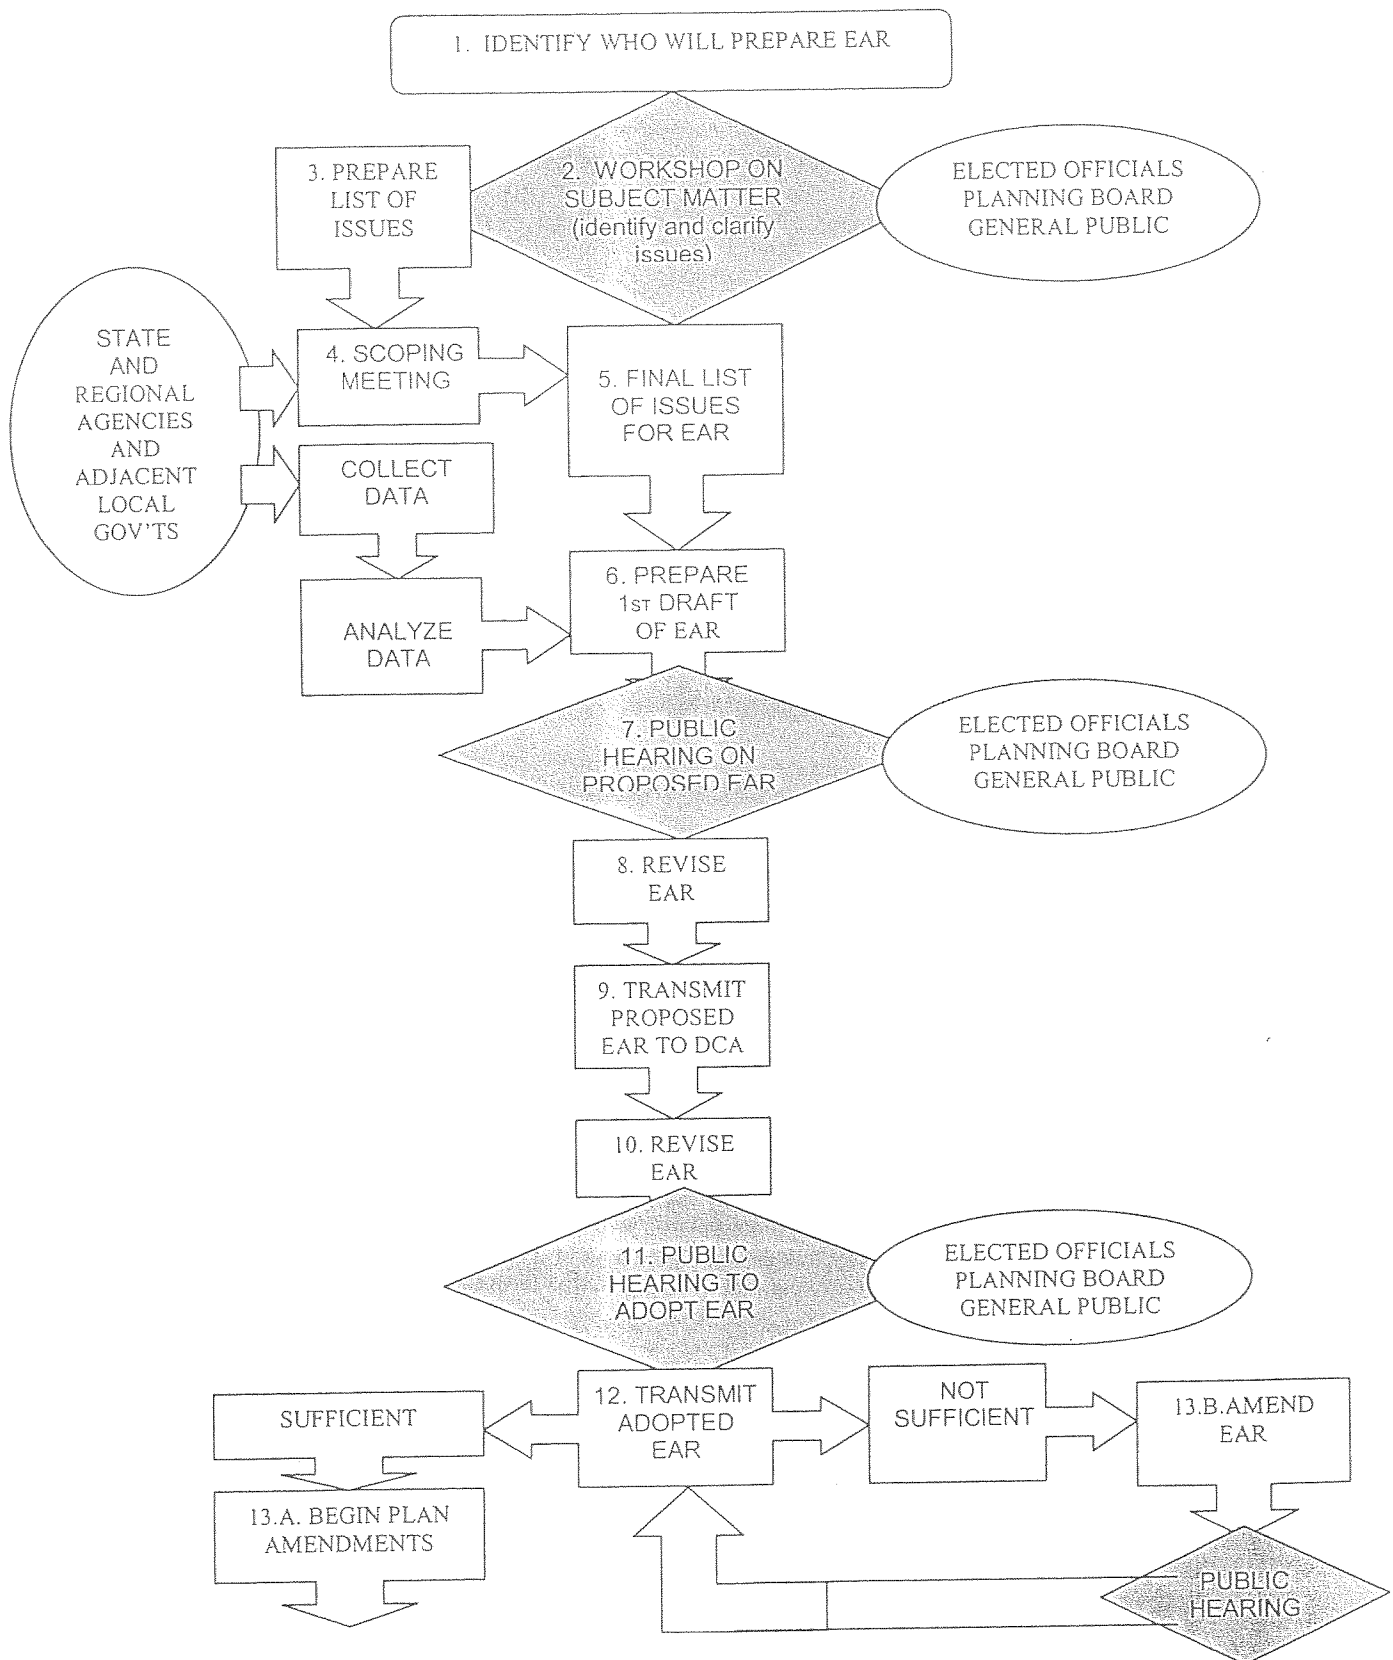 1. IDENTIFY WHO WILL PREPARE EAR
2. WORKSHOP ON
SUBJECT MATTER
(identify and clarify
issues)
ELECTED OFFICIALS
PLANNING BOARD
GENERAL PUBLIC
3. PREPARE
LIST OF
ISSUES
STATE
AND
REGIONAL
AGENCIES
AND
ADJACENT
LOCAL
GOV'TS
4. SCOPING
MEETING
5. FINAL LIST
OF ISSUES
FOR EAR
COLLECT
DATA
ANALYZE
DATA
6. PREPARE
1ST DRAFT
OF EAR
7. PUBLIC
HEARING ON
PROPOSED EAR
ELECTED OFFICIALS
PLANNING BOARD
GENERAL PUBLIC
8. REVISE
EAR
9. TRANSMIT
PROPOSED
EAR TO DCA
10. REVISE
EAR
11. PUBLIC
HEARING TO
ADOPT EAR
ELECTED OFFICIALS
PLANNING BOARD
GENERAL PUBLIC
12. TRANSMIT
ADOPTED
EAR
SUFFICIENT
13.A. BEGIN PLAN
AMENDMENTS
NOT
SUFFICIENT
13.B.AMEND
EAR
PUBLIC
HEARING